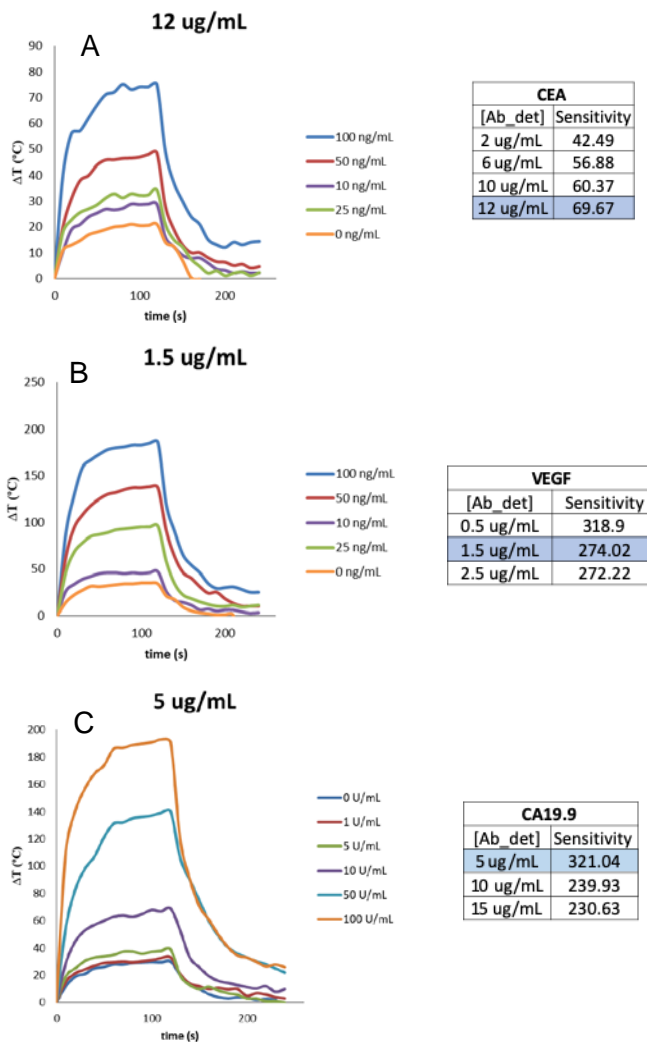 A
12 ug/mL
90
80
70
60
50
40
30
20
10
0
ΔT (°C)
0 100 200
time (s)
100 ng/mL
50 ng/mL
10 ng/mL
25 ng/mL
0 ng/mL
CEA
[Ab_det] Sensitivity
2 ug/mL 42.49
6 ug/mL 56.88
10 ug/mL 60.37
12 ug/mL 69.67
B
1.5 ug/mL
250
200
150
100
50
0
ΔT (°C)
0 100 200
time (s)
100 ng/mL
50 ng/mL
10 ng/mL
25 ng/mL
0 ng/mL
VEGF
[Ab_det] Sensitivity
0.5 ug/mL 318.9
1.5 ug/mL 274.02
2.5 ug/mL 272.22
C
5 ug/mL
200
180
160
140
120
100
80
60
40
20
0
ΔT (°C)
0 100 200
time (s)
0 U/mL
1 U/mL
5 U/mL
10 U/mL
50 U/mL
100 U/mL
CA19.9
[Ab_det] Sensitivity
5 ug/mL 321.04
10 ug/mL 239.93
15 ug/mL 230.63